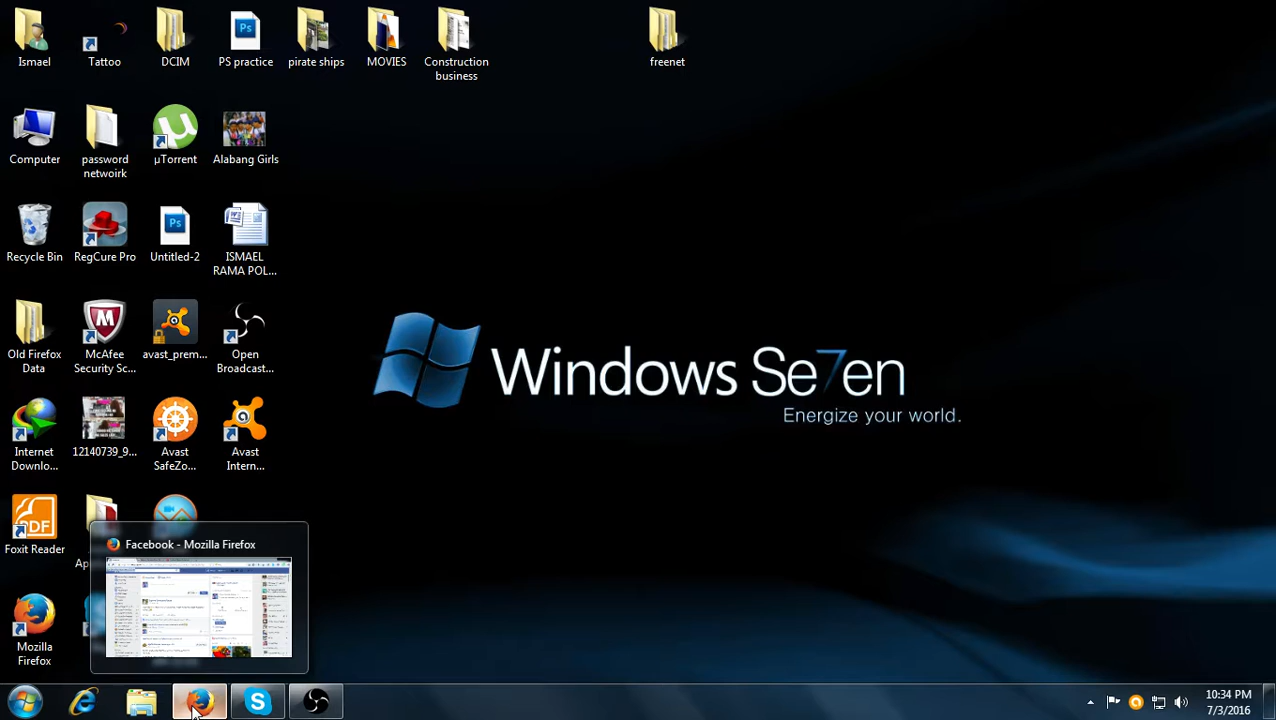 Ismael
Tattoo
DCIM
PS practice
pirate ships
MOVIES
Construction
business
freenet
Computer
password
netwoirk
µTorrent
Alabang Girls
Recycle Bin
RegCure Pro
Untitled-2
ISMAEL
RAMA POL...
Old Firefox
Data
McAfee
Security Sc...
avast_prem...
Open
Broadcast...
Windows Se7en
Energize your world.
Internet
Downlo...
12140739_9...
Avast
SafeZo...
Avast
Intern...
PDF
Foxit Reader
Facebook - Mozilla Firefox
10:34 PM
7/3/2016